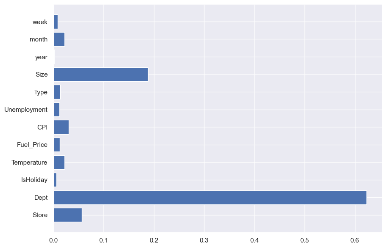 week
month
year
Size
Type
Unemployment
CPI
Fuel_Price
Temperature
IsHoliday
Dept
Store
0.0 0.1 0.2 0.3 0.4 0.5 0.6